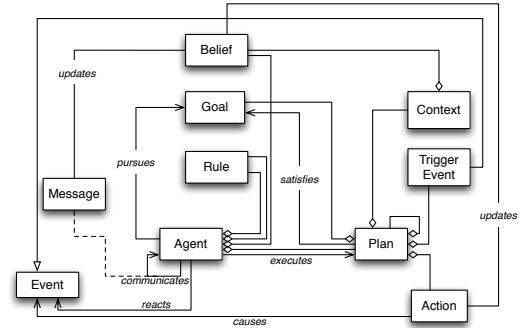 Belief
updates
Goal
Context
pursues
Rule
satisfies
Trigger
Event
Message
updates
Agent
Plan
executes
communicates
Event
reacts
Action
causes